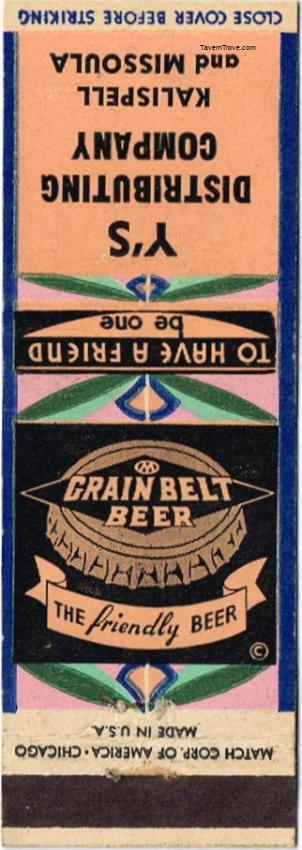 CLOSE COVER BEFORE STRIKING
TavernTrove.com
Y'S
DISTRIBUTING
COMPANY
KALISPELL
and MISSOULA
TO HAVE A FRIEND
be one
M
GRAIN BELT
BEER
THE friendly BEER
©
MATCH CORP. OF AMERICA · CHICAGO
MADE IN U.S.A.